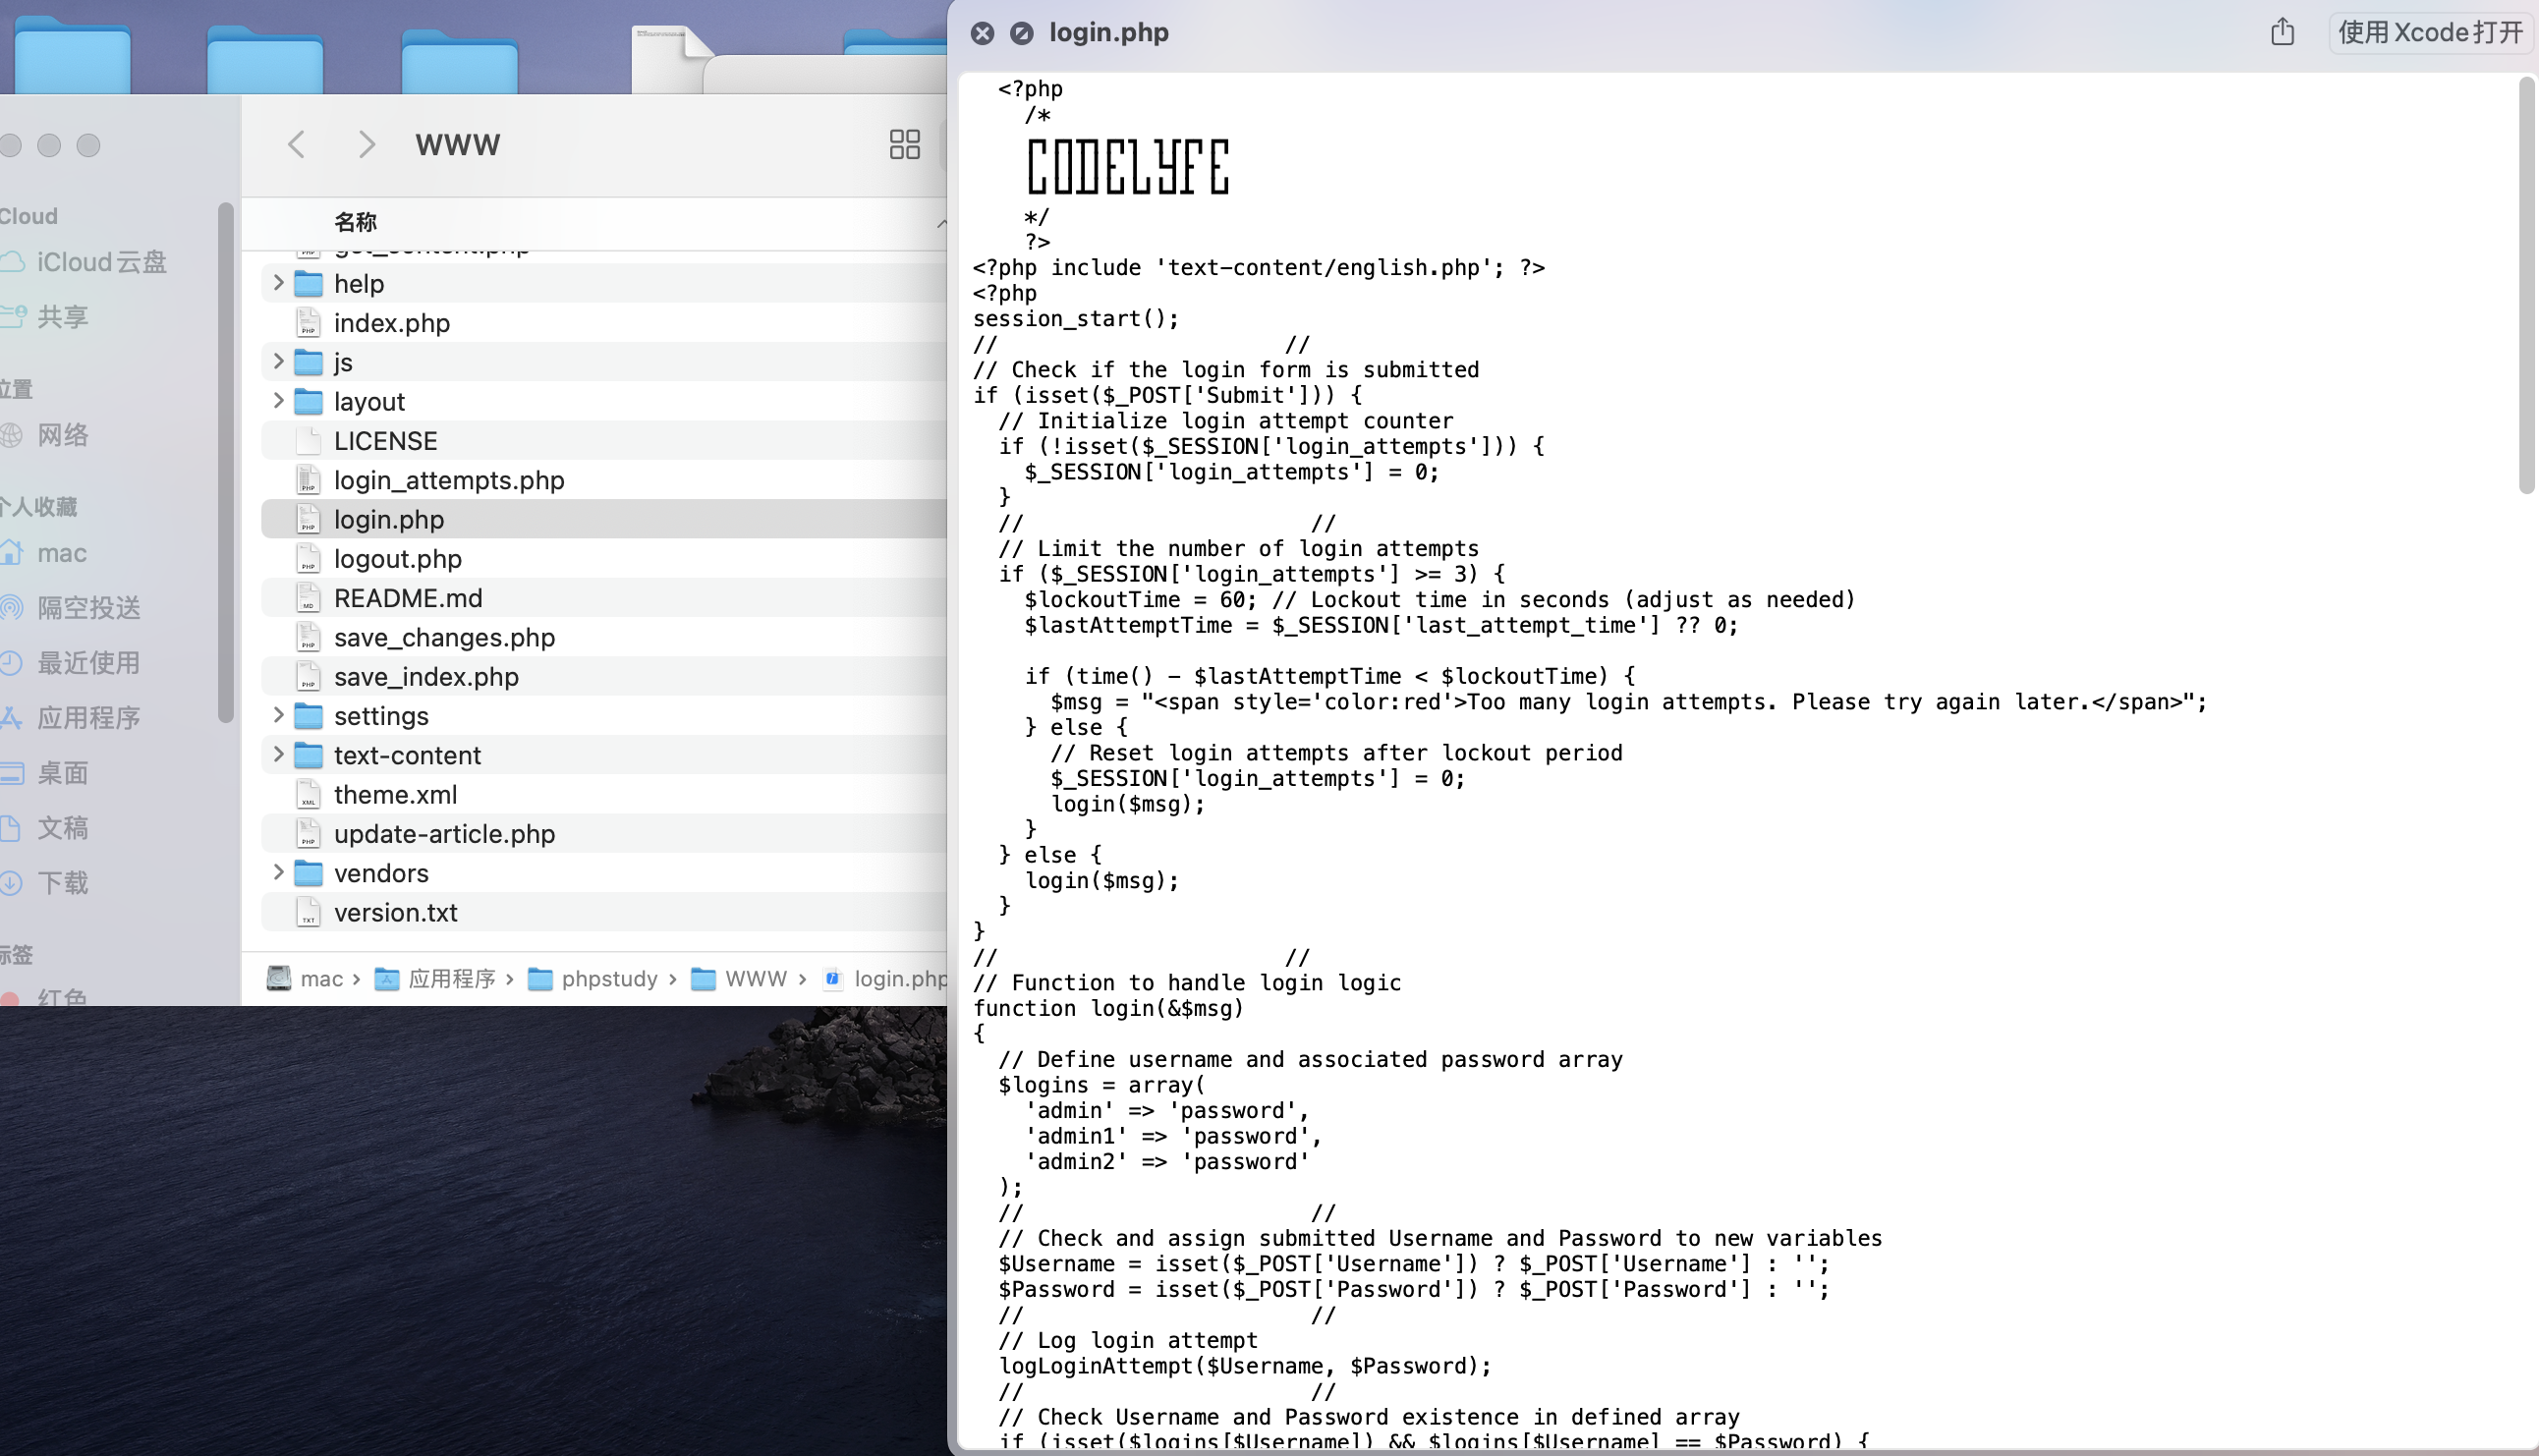 WWW
Cloud
iCloud云盘
共享
位置
网络
个人收藏
mac
隔空投送
最近使用
应用程序
桌面
文稿
下载
标签
红色
名称
get_content.php
help
index.php
js
layout
LICENSE
login_attempts.php
login.php
logout.php
README.md
save_changes.php
save_index.php
settings
text-content
theme.xml
update-article.php
vendors
version.txt
mac › 应用程序 › phpstudy › WWW › login.php
login.php
使用Xcode打开
<?php
/*
CODELYFE
*/
?>
<?php include 'text-content/english.php'; ?>
<?php
session_start();
// //
// Check if the login form is submitted
if (isset($_POST['Submit'])) {
// Initialize login attempt counter
if (!isset($_SESSION['login_attempts'])) {
$_SESSION['login_attempts'] = 0;
}
// //
// Limit the number of login attempts
if ($_SESSION['login_attempts'] >= 3) {
$lockoutTime = 60; // Lockout time in seconds (adjust as needed)
$lastAttemptTime = $_SESSION['last_attempt_time'] ?? 0;
if (time() - $lastAttemptTime < $lockoutTime) {
$msg = "<span style='color:red'>Too many login attempts. Please try again later.</span>";
} else {
// Reset login attempts after lockout period
$_SESSION['login_attempts'] = 0;
login($msg);
}
} else {
login($msg);
}
}
// //
// Function to handle login logic
function login(&$msg)
{
// Define username and associated password array
$logins = array(
'admin' => 'password',
'admin1' => 'password',
'admin2' => 'password'
);
// //
// Check and assign submitted Username and Password to new variables
$Username = isset($_POST['Username']) ? $_POST['Username'] : '';
$Password = isset($_POST['Password']) ? $_POST['Password'] : '';
// //
// Log login attempt
logLoginAttempt($Username, $Password);
// //
// Check Username and Password existence in defined array
if (isset($logins[$Username]) && $logins[$Username] == $Password) {